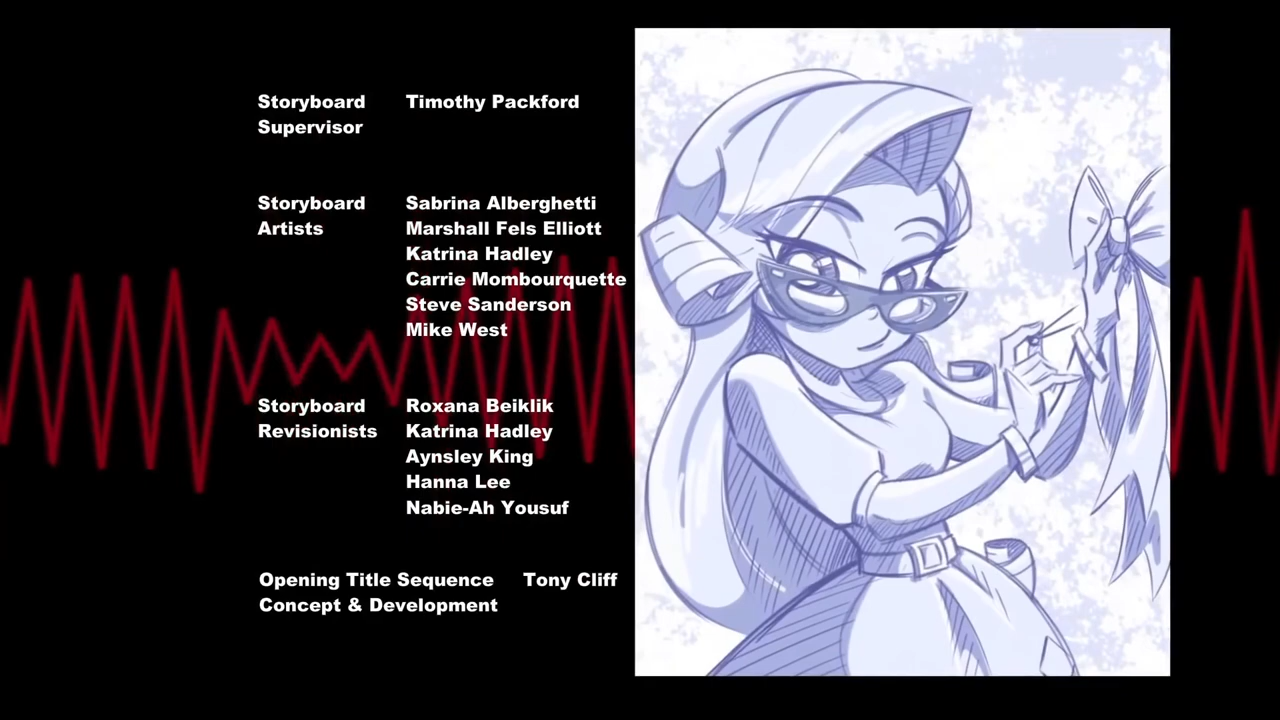 Storyboard Timothy Packford
Supervisor
Storyboard Sabrina Alberghetti
Artists Marshall Fels Elliott
Katrina Hadley
Carrie Mombourquette
Steve Sanderson
Mike West
Storyboard Roxana Beiklik
Revisionists Katrina Hadley
Aynsley King
Hanna Lee
Nabie-Ah Yousuf
Opening Title Sequence Tony Cliff
Concept & Development